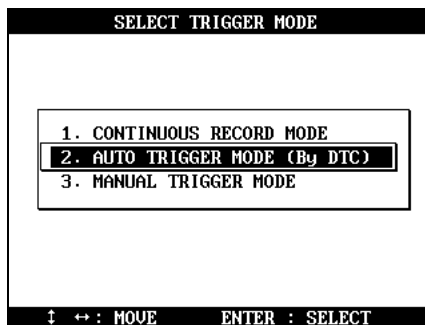 SELECT TRIGGER MODE
1. CONTINUOUS RECORD MODE
2. AUTO TRIGGER MODE (By DTC)
3. MANUAL TRIGGER MODE
↕ ↔ : MOVE ENTER : SELECT